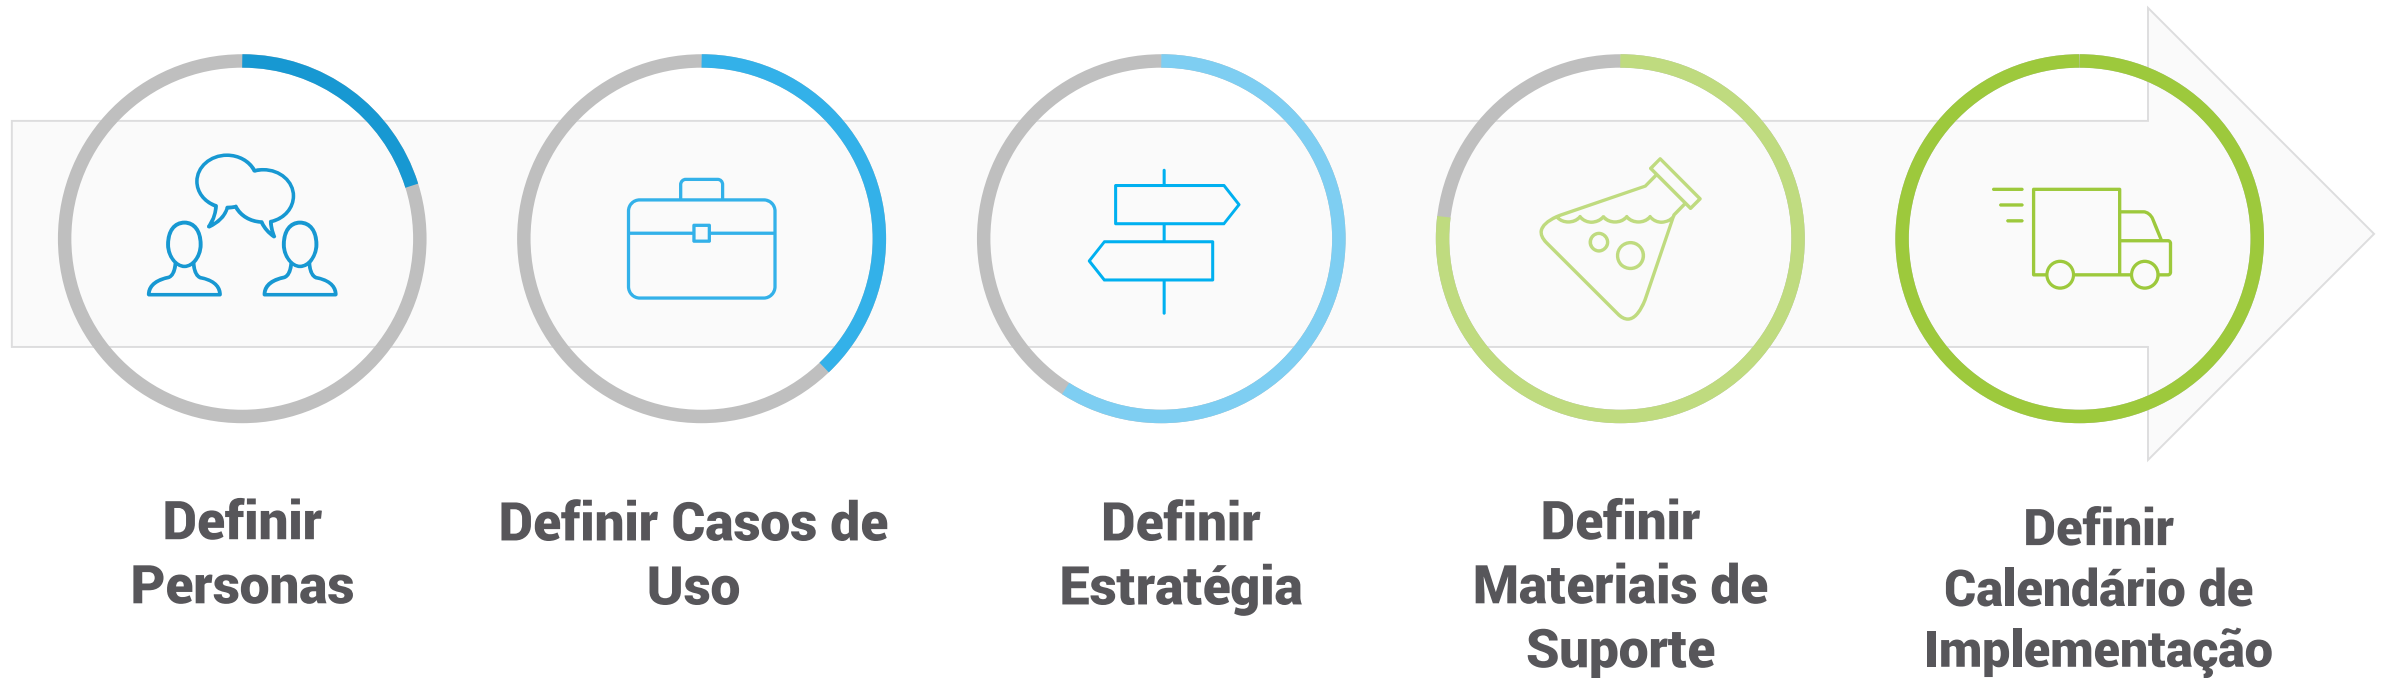 Definir
Personas
Definir Casos de
Uso
Definir
Estratégia
Definir
Materiais de
Suporte
Definir
Calendário de
Implementação